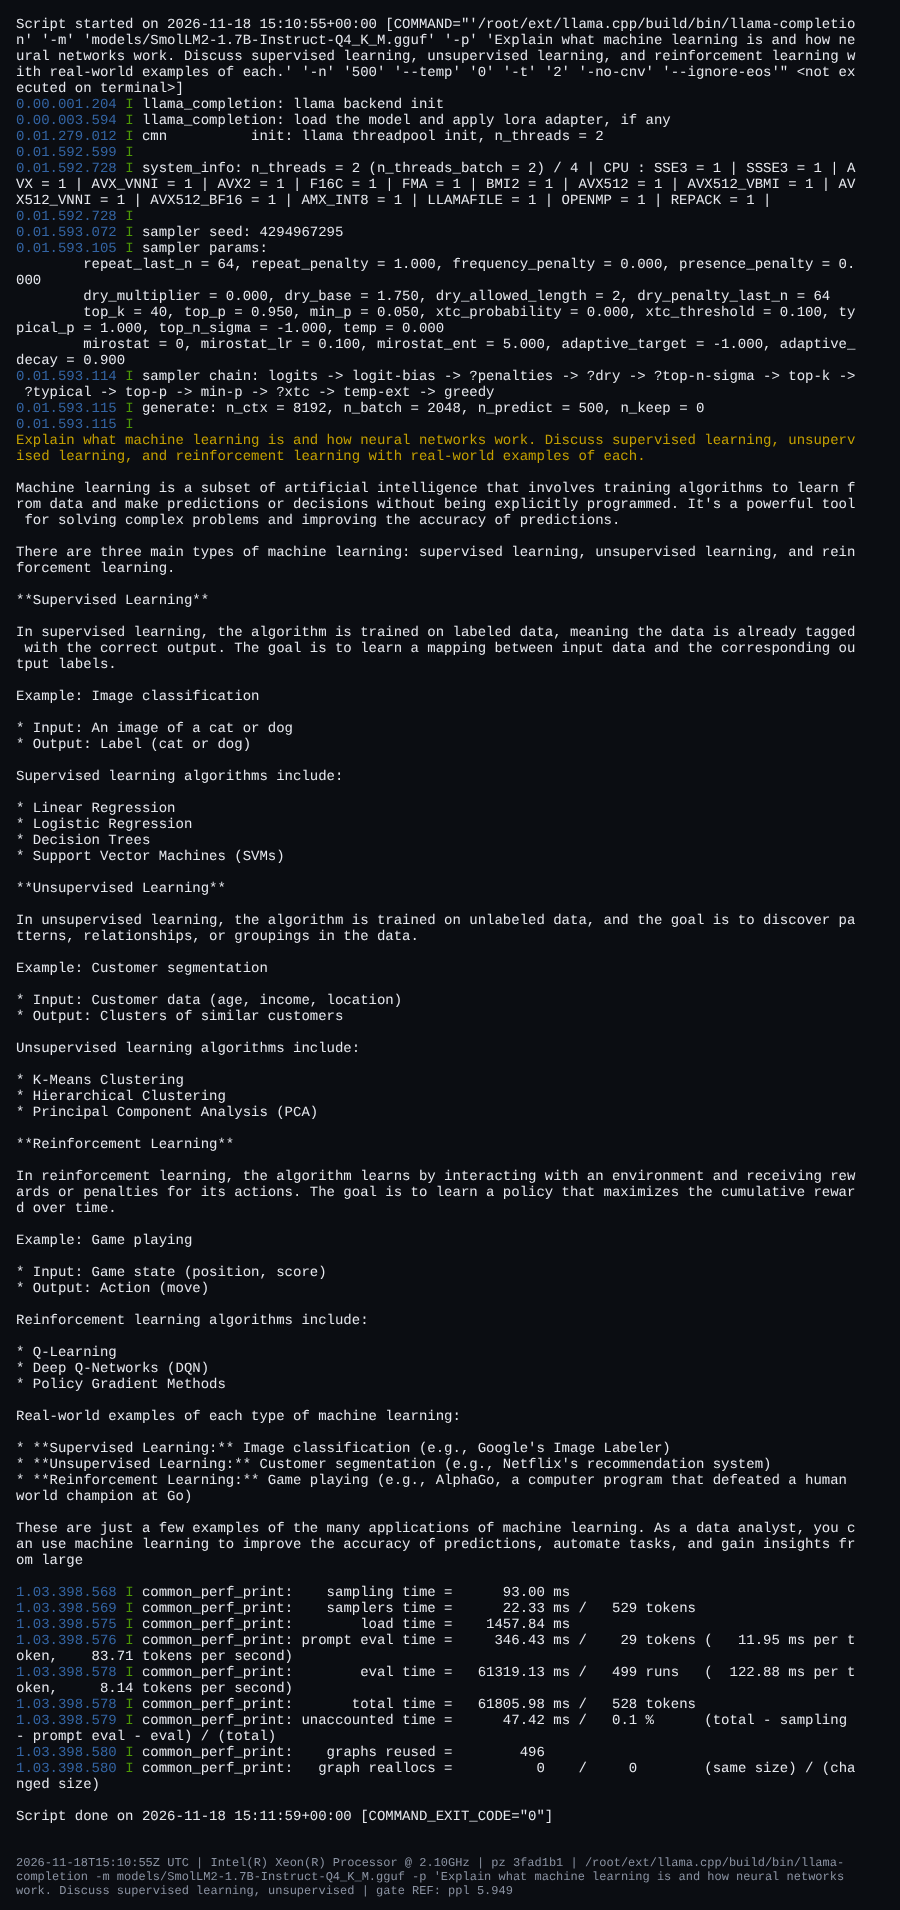 Script started on 2026-11-18 15:10:55+00:00 [COMMAND="'/root/ext/llama.cpp/build/bin/llama-completio
n' '-m' 'models/SmolLM2-1.7B-Instruct-Q4_K_M.gguf' '-p' 'Explain what machine learning is and how ne
ural networks work. Discuss supervised learning, unsupervised learning, and reinforcement learning w
ith real-world examples of each.' '-n' '500' '--temp' '0' '-t' '2' '-no-cnv' '--ignore-eos'" <not ex
ecuted on terminal>]
0.00.001.204 I llama_completion: llama backend init
0.00.003.594 I llama_completion: load the model and apply lora adapter, if any
0.01.279.012 I cmn          init: llama threadpool init, n_threads = 2
0.01.592.599 I
0.01.592.728 I system_info: n_threads = 2 (n_threads_batch = 2) / 4 | CPU : SSE3 = 1 | SSSE3 = 1 | A
VX = 1 | AVX_VNNI = 1 | AVX2 = 1 | F16C = 1 | FMA = 1 | BMI2 = 1 | AVX512 = 1 | AVX512_VBMI = 1 | AV
X512_VNNI = 1 | AVX512_BF16 = 1 | AMX_INT8 = 1 | LLAMAFILE = 1 | OPENMP = 1 | REPACK = 1 |
0.01.592.728 I
0.01.593.072 I sampler seed: 4294967295
0.01.593.105 I sampler params:
        repeat_last_n = 64, repeat_penalty = 1.000, frequency_penalty = 0.000, presence_penalty = 0.
000
        dry_multiplier = 0.000, dry_base = 1.750, dry_allowed_length = 2, dry_penalty_last_n = 64
        top_k = 40, top_p = 0.950, min_p = 0.050, xtc_probability = 0.000, xtc_threshold = 0.100, ty
pical_p = 1.000, top_n_sigma = -1.000, temp = 0.000
        mirostat = 0, mirostat_lr = 0.100, mirostat_ent = 5.000, adaptive_target = -1.000, adaptive_
decay = 0.900
0.01.593.114 I sampler chain: logits -> logit-bias -> ?penalties -> ?dry -> ?top-n-sigma -> top-k ->
 ?typical -> top-p -> min-p -> ?xtc -> temp-ext -> greedy
0.01.593.115 I generate: n_ctx = 8192, n_batch = 2048, n_predict = 500, n_keep = 0
0.01.593.115 I
Explain what machine learning is and how neural networks work. Discuss supervised learning, unsuperv
ised learning, and reinforcement learning with real-world examples of each.

Machine learning is a subset of artificial intelligence that involves training algorithms to learn f
rom data and make predictions or decisions without being explicitly programmed. It's a powerful tool
 for solving complex problems and improving the accuracy of predictions.

There are three main types of machine learning: supervised learning, unsupervised learning, and rein
forcement learning.

**Supervised Learning**

In supervised learning, the algorithm is trained on labeled data, meaning the data is already tagged
 with the correct output. The goal is to learn a mapping between input data and the corresponding ou
tput labels.

Example: Image classification

* Input: An image of a cat or dog
* Output: Label (cat or dog)

Supervised learning algorithms include:

* Linear Regression
* Logistic Regression
* Decision Trees
* Support Vector Machines (SVMs)

**Unsupervised Learning**

In unsupervised learning, the algorithm is trained on unlabeled data, and the goal is to discover pa
tterns, relationships, or groupings in the data.

Example: Customer segmentation

* Input: Customer data (age, income, location)
* Output: Clusters of similar customers

Unsupervised learning algorithms include:

* K-Means Clustering
* Hierarchical Clustering
* Principal Component Analysis (PCA)

**Reinforcement Learning**

In reinforcement learning, the algorithm learns by interacting with an environment and receiving rew
ards or penalties for its actions. The goal is to learn a policy that maximizes the cumulative rewar
d over time.

Example: Game playing

* Input: Game state (position, score)
* Output: Action (move)

Reinforcement learning algorithms include:

* Q-Learning
* Deep Q-Networks (DQN)
* Policy Gradient Methods

Real-world examples of each type of machine learning:

* **Supervised Learning:** Image classification (e.g., Google's Image Labeler)
* **Unsupervised Learning:** Customer segmentation (e.g., Netflix's recommendation system)
* **Reinforcement Learning:** Game playing (e.g., AlphaGo, a computer program that defeated a human
world champion at Go)

These are just a few examples of the many applications of machine learning. As a data analyst, you c
an use machine learning to improve the accuracy of predictions, automate tasks, and gain insights fr
om large

1.03.398.568 I common_perf_print:    sampling time =      93.00 ms
1.03.398.569 I common_perf_print:    samplers time =      22.33 ms /   529 tokens
1.03.398.575 I common_perf_print:        load time =    1457.84 ms
1.03.398.576 I common_perf_print: prompt eval time =     346.43 ms /    29 tokens (   11.95 ms per t
oken,    83.71 tokens per second)
1.03.398.578 I common_perf_print:        eval time =   61319.13 ms /   499 runs   (  122.88 ms per t
oken,     8.14 tokens per second)
1.03.398.578 I common_perf_print:       total time =   61805.98 ms /   528 tokens
1.03.398.579 I common_perf_print: unaccounted time =      47.42 ms /   0.1 %      (total - sampling
- prompt eval - eval) / (total)
1.03.398.580 I common_perf_print:    graphs reused =        496
1.03.398.580 I common_perf_print:   graph reallocs =          0    /     0        (same size) / (cha
nged size)

Script done on 2026-11-18 15:11:59+00:00 [COMMAND_EXIT_CODE="0"]

2026-11-18T15:10:55Z UTC | Intel(R) Xeon(R) Processor @ 2.10GHz | pz 3fad1b1 | /root/ext/llama.cpp/build/bin/llama-
completion -m models/SmolLM2-1.7B-Instruct-Q4_K_M.gguf -p 'Explain what machine learning is and how neural networks
work. Discuss supervised learning, unsupervised | gate REF: ppl 5.949